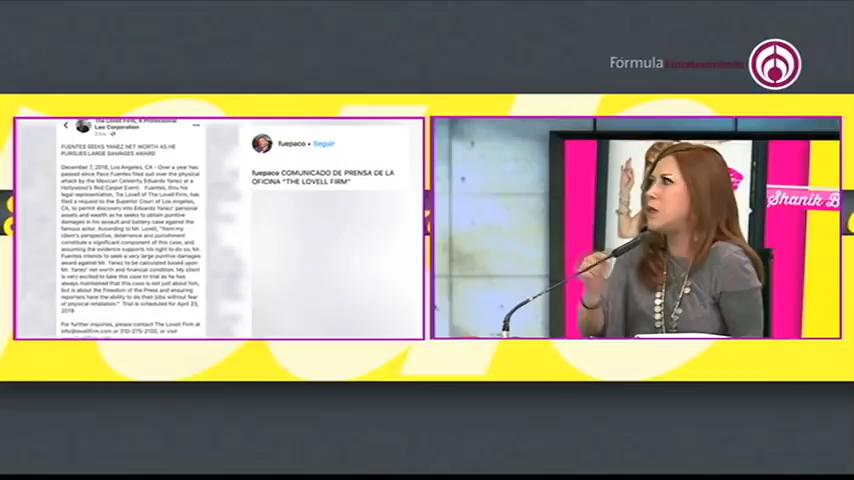 Fórmula
The Lovell Firm, A Professional
Law Corporation
FUENTES SEEKS YANEZ NET WORTH AS HE
PURSUES LARGE DAMAGES AWARD
December 7, 2018, Los Angeles, CA - Over a year has
passed since Paco Fuentes filed suit over the physical
attack by the Mexican Celebrity Eduardo Yanez at a
Hollywood's Red Carpet Event. Fuentes, thru his
legal representation, Tre Lovell of The Lovell Firm, has
filed a request to the Superior Court of Los Angeles,
CA, to permit discovery into Eduardo Yanez' personal
assets and wealth as he seeks to obtain punitive
damages in his assault and battery case against the
famous actor. According to Mr. Lovell, "from my
client's perspective, deterrence and punishment
constitute a significant component of this case, and
assuming the evidence supports his right to do so, Mr.
Fuentes intends to seek a very large punitive damages
award against Mr. Yanez to be calculated based upon
Mr. Yanez' net worth and financial condition. My client
is very excited to take this case to trial as he has
always maintained that this case is not just about him,
but is about the Freedom of the Press and ensuring
reporters have the ability to do their jobs without fear
of physical retaliation." Trial is scheduled for April 23,
2019
For further inquiries, please contact The Lovell Firm at
info@lovellfirm.com or 310-275-2100, or visit
fuepaco • Seguir
fuepaco COMUNICADO DE PRENSA DE LA
OFICINA "THE LOVELL FIRM"
Shanik B